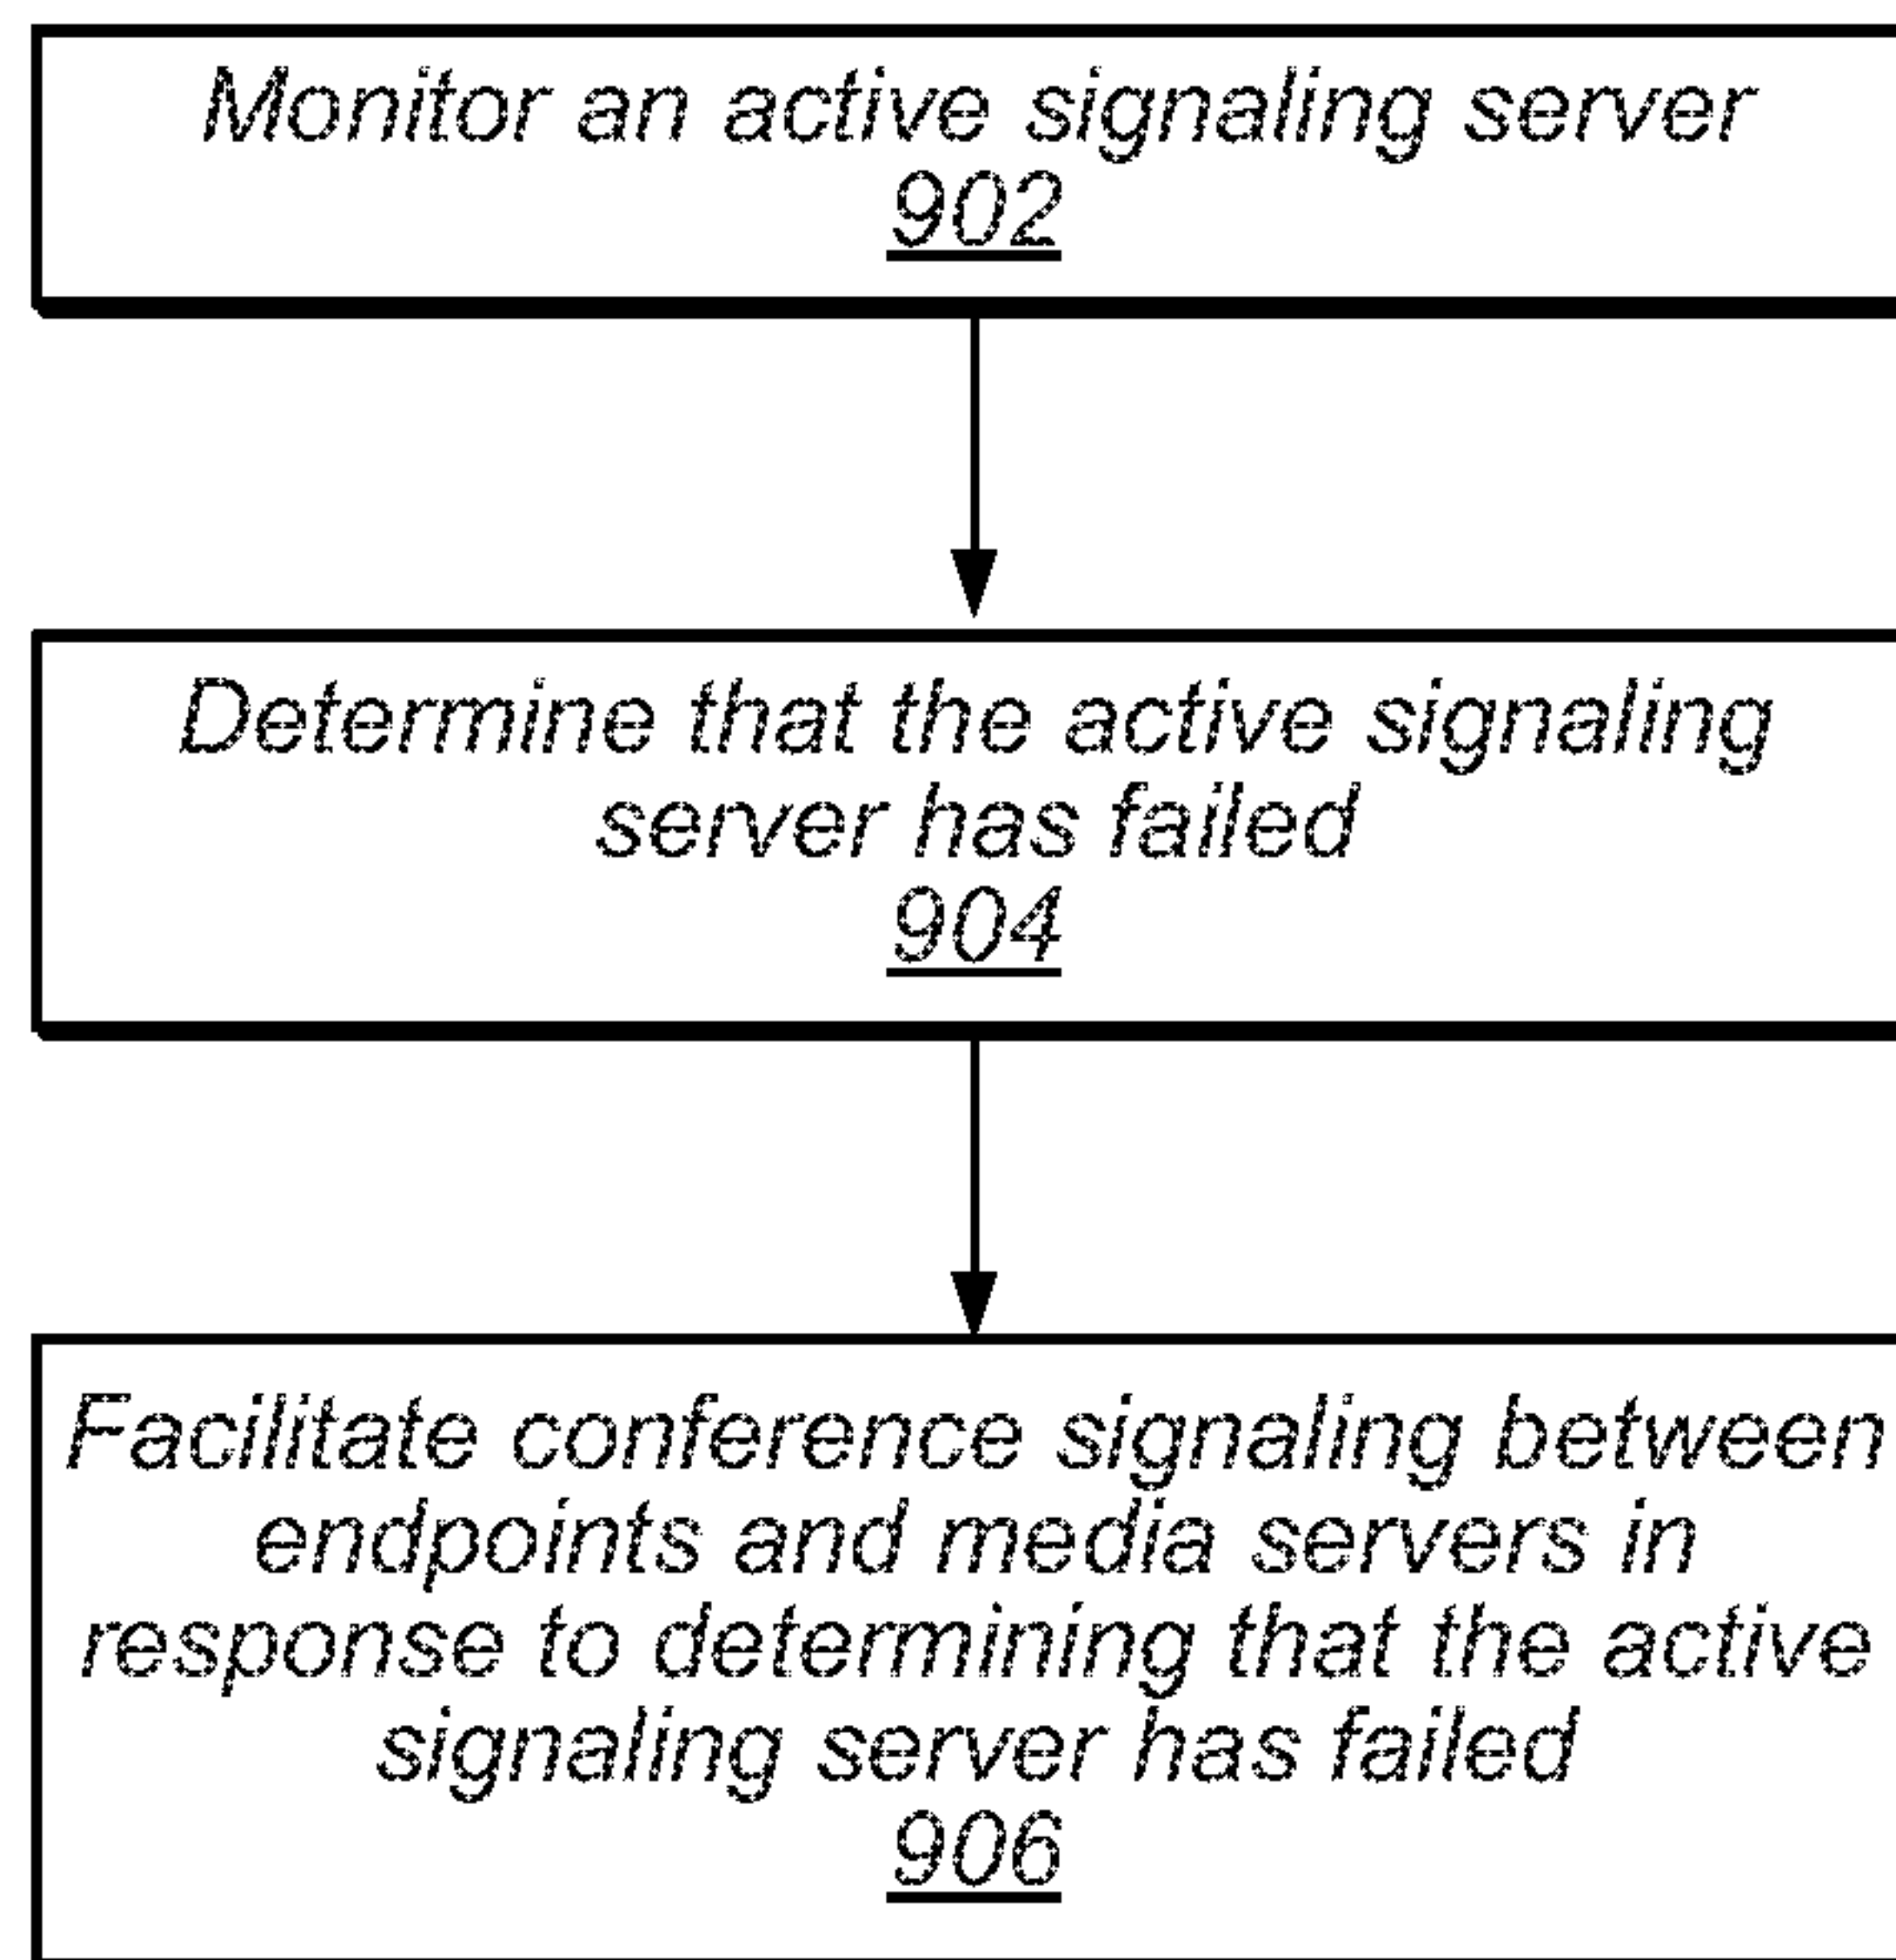 Monitor an active signaling server
902
Determine that the active signaling
server has failed
904
Facilitate conference signaling between
endpoints and media servers in
response to determining that the active
signaling server has failed
906